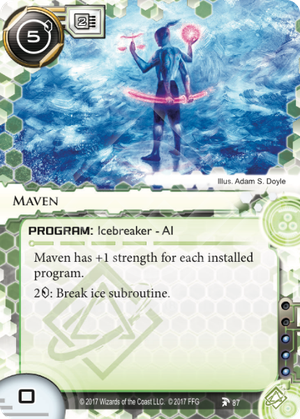 5
2
Illus. Adam S. Doyle
MAVEN
PROGRAM: Icebreaker - AI
Maven has +1 strength for each installed
program.
2: Break ice subroutine.
0
© 2017 Wizards of the Coast LLC. © 2017 FFG 87